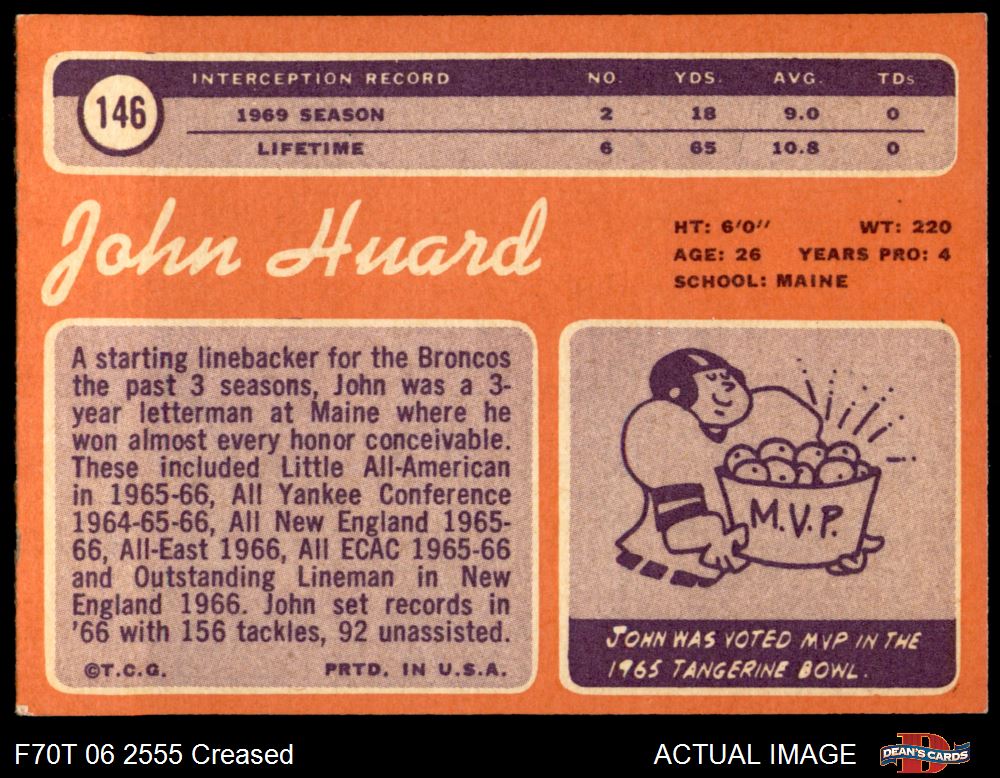 146
INTERCEPTION RECORD NO. YDS. AVG. TDs
1969 SEASON 2 18 9.0 0
LIFETIME 6 65 10.8 0
John Huard
HT: 6'0" WT: 220
AGE: 26 YEARS PRO: 4
SCHOOL: MAINE
A starting linebacker for the Broncos
the past 3 seasons, John was a 3-
year letterman at Maine where he
won almost every honor conceivable.
These included Little All-American
in 1965-66, All Yankee Conference
1964-65-66, All New England 1965-
66, All-East 1966, All ECAC 1965-66
and Outstanding Lineman in New
England 1966. John set records in
'66 with 156 tackles, 92 unassisted.
©T.C.G. PRTD. IN U.S.A.
M.V.P.
JOHN WAS VOTED MVP IN THE
1965 TANGERINE BOWL.
F70T 06 2555 Creased
ACTUAL IMAGE
D
DEAN'S CARDS